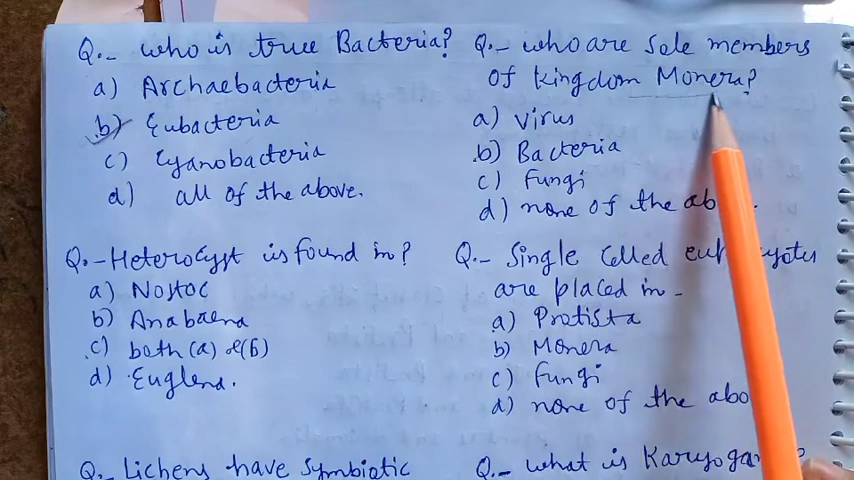 Q.- who is true Bacteria?
a) Archaebacteria
b) Eubacteria
c) Cyanobacteria
d) all of the above.
Q.- Heterocyst is found in?
a) Nostoc
b) Anabaena
c) both (a) &(b)
d) Euglena.
Q.- Lichens have symbiotic
Q.- who are sole members
of kingdom Monera?
a) virus
b) Bacteria
c) Fungi
d) none of the
Q.- Single Celled
are placed in -
a) Protista
b) Monera
c) Fungi
d) none of the
Q.- what is